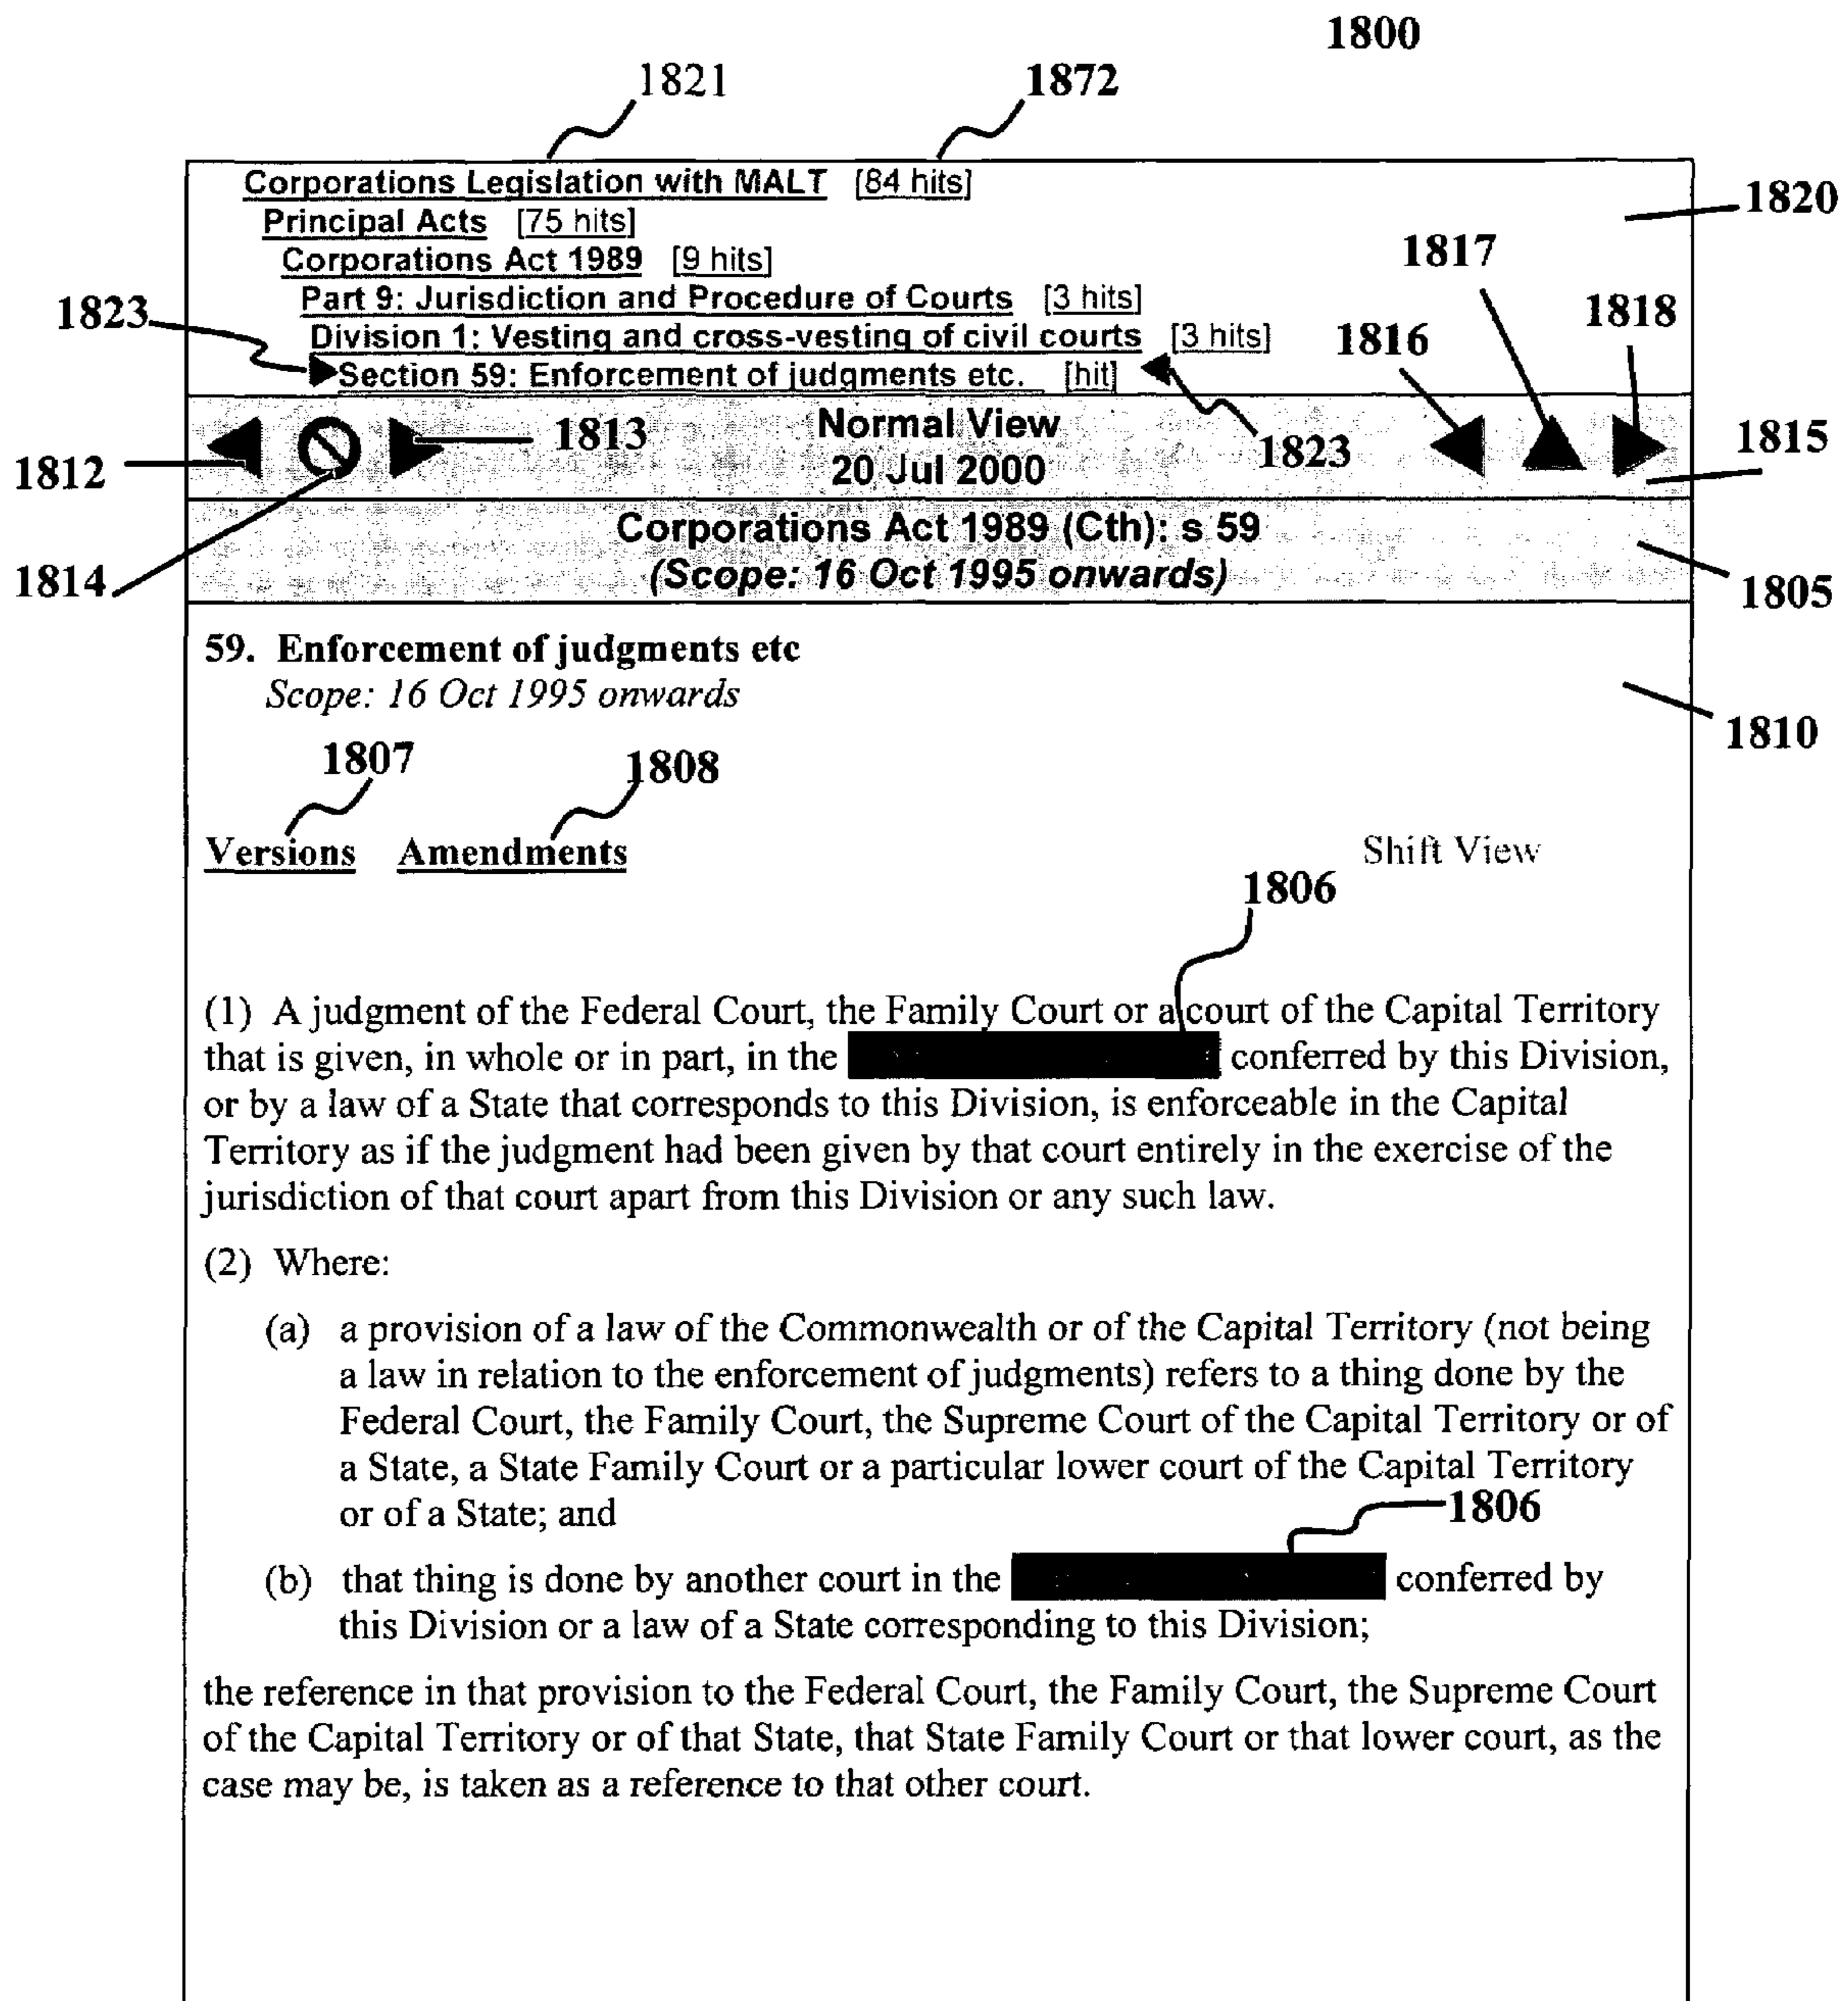 1800
1821 1872
Corporations Legislation with MALT [84 hits]
1820
Principal Acts [75 hits]
1817
Corporations Act 1989 [9 hits]
1823 Part 9: Jurisdiction and Procedure of Courts [3 hits]
1818
Division 1: Vesting and cross-vesting of civil courts [3 hits]
1816
Section 59: Enforcement of judgments etc. [hit]
1812 1813 Normal View 1823 1815
20 Jul 2000
Corporations Act 1989 (Cth): s 59
1814 (Scope: 16 Oct 1995 onwards) 1805
59. Enforcement of judgments etc
Scope: 16 Oct 1995 onwards
1810
1807 1808
Versions Amendments Shift View
1806
(1) A judgment of the Federal Court, the Family Court or a court of the Capital Territory
that is given, in whole or in part, in the conferred by this Division,
or by a law of a State that corresponds to this Division, is enforceable in the Capital
Territory as if the judgment had been given by that court entirely in the exercise of the
jurisdiction of that court apart from this Division or any such law.
(2) Where:
(a) a provision of a law of the Commonwealth or of the Capital Territory (not being
a law in relation to the enforcement of judgments) refers to a thing done by the
Federal Court, the Family Court, the Supreme Court of the Capital Territory or of
a State, a State Family Court or a particular lower court of the Capital Territory
or of a State; and
1806
(b) that thing is done by another court in the conferred by
this Division or a law of a State corresponding to this Division;
the reference in that provision to the Federal Court, the Family Court, the Supreme Court
of the Capital Territory or of that State, that State Family Court or that lower court, as the
case may be, is taken as a reference to that other court.